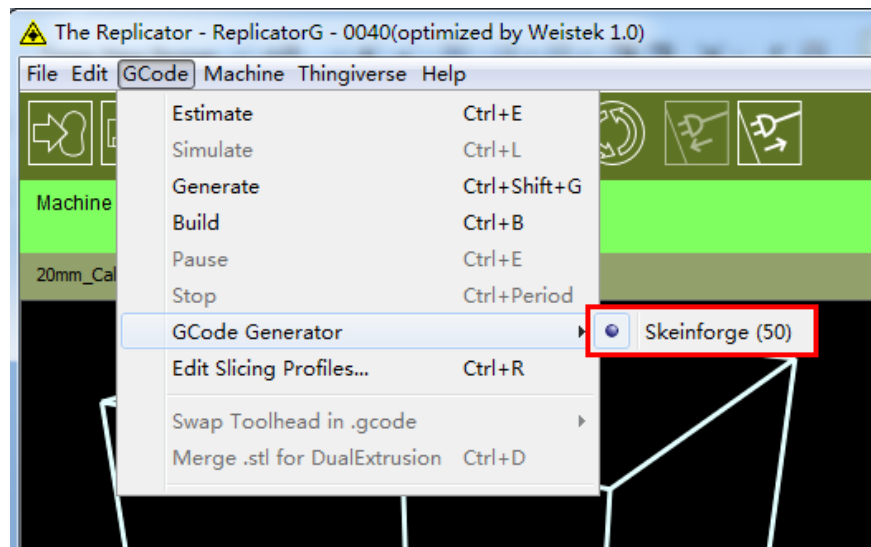 The Replicator - ReplicatorG - 0040(optimized by Weistek 1.0)
File Edit GCode Machine Thingiverse Help
Estimate Ctrl+E
Simulate Ctrl+L
Generate Ctrl+Shift+G
Machine
Build Ctrl+B
Pause Ctrl+E
20mm_Cal
Stop Ctrl+Period
GCode Generator Skeinforge (50)
Edit Slicing Profiles... Ctrl+R
Swap Toolhead in .gcode
Merge .stl for DualExtrusion Ctrl+D